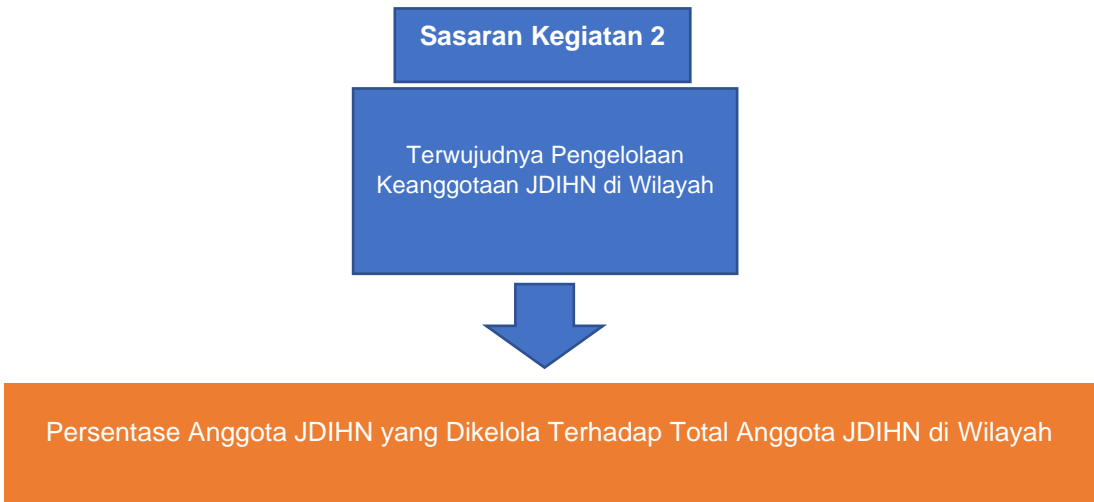 Sasaran Kegiatan 2
Terwujudnya Pengelolaan
Keanggotaan JDIHN di Wilayah
Persentase Anggota JDIHN yang Dikelola Terhadap Total Anggota JDIHN di Wilayah